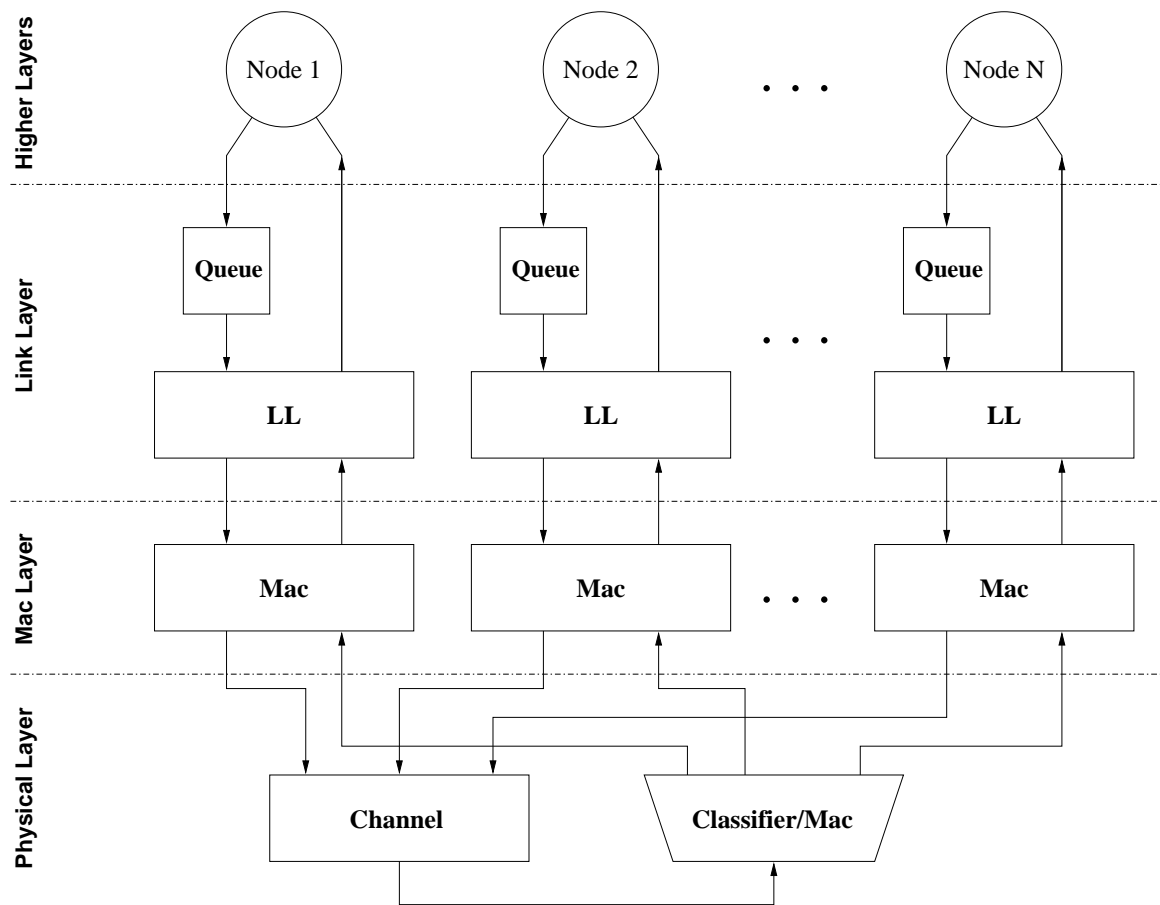 Higher Layers
Node 1
Node 2
. . .
Node N
Link Layer
Queue
Queue
Queue
. . .
LL
LL
LL
Mac Layer
Mac
Mac
. . .
Mac
Physical Layer
Channel
Classifier/Mac